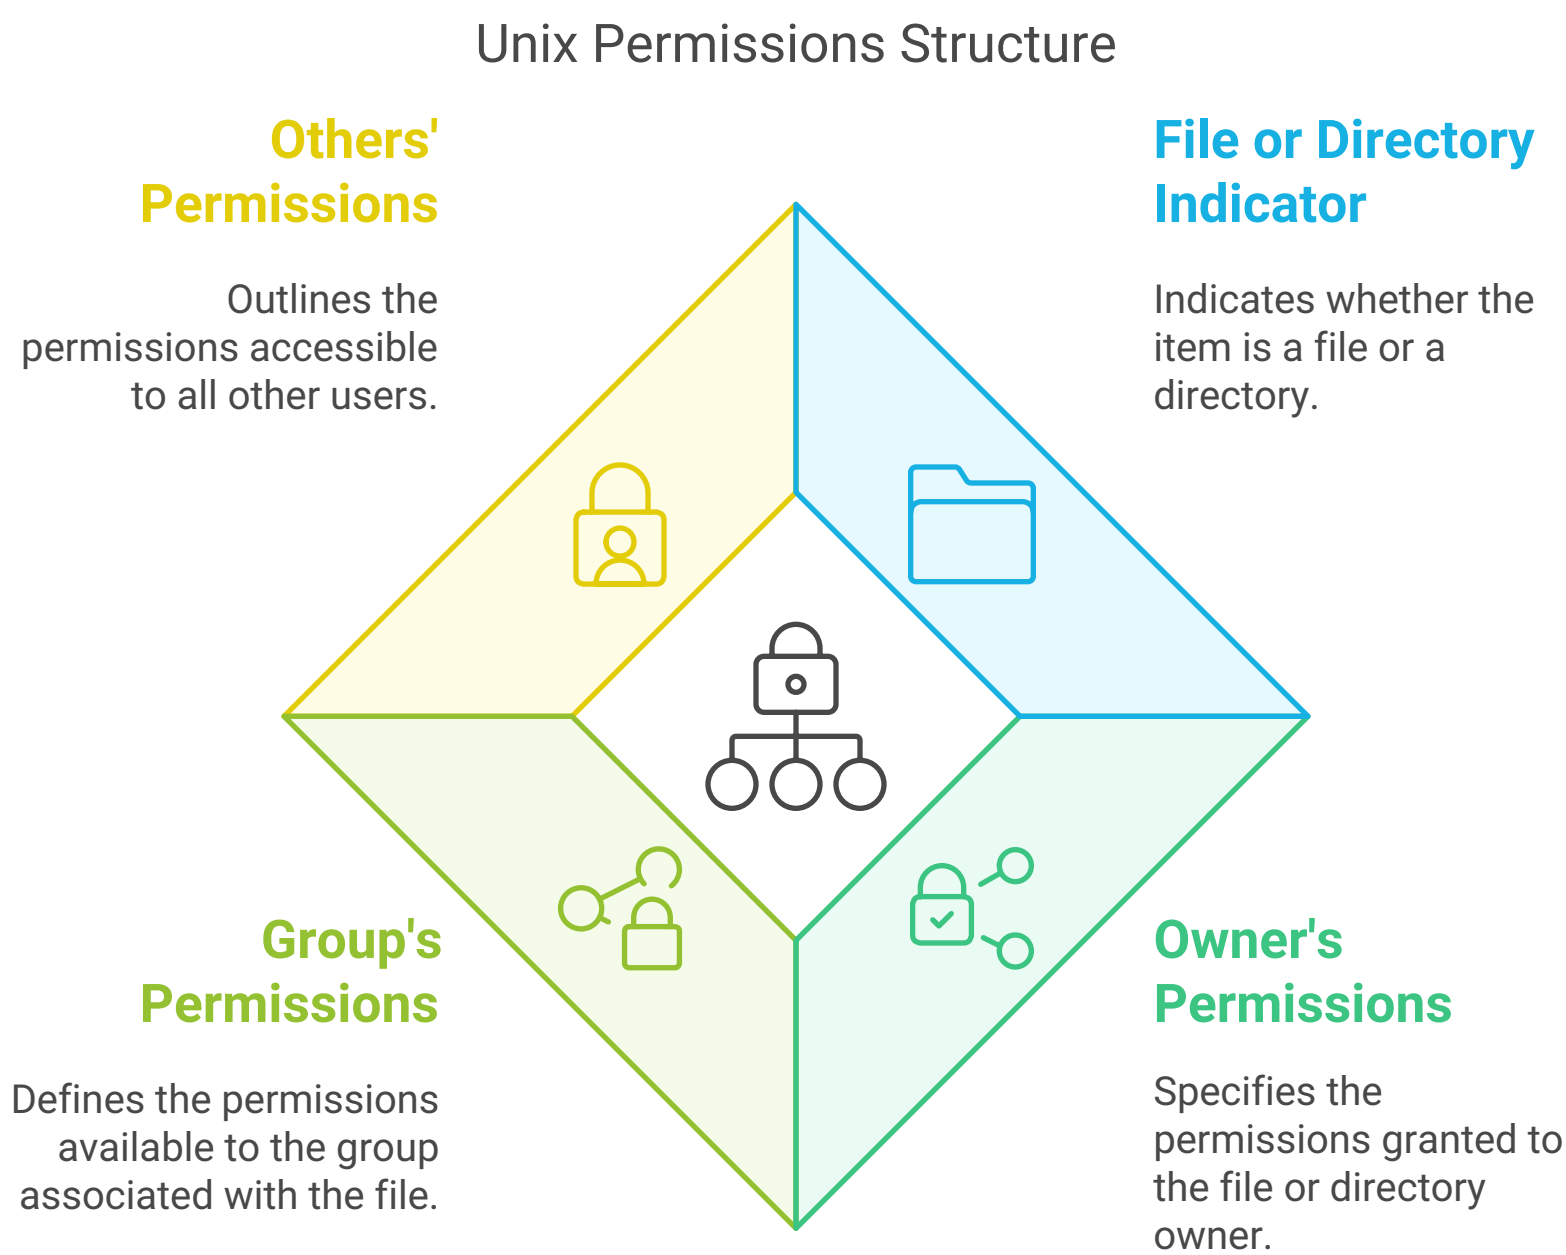 Unix Permissions Structure
Others'
Permissions
Outlines the
permissions accessible
to all other users.
File or Directory
Indicator
Indicates whether the
item is a file or a
directory.
Group's
Permissions
Defines the permissions
available to the group
associated with the file.
Owner's
Permissions
Specifies the
permissions granted to
the file or directory
owner.